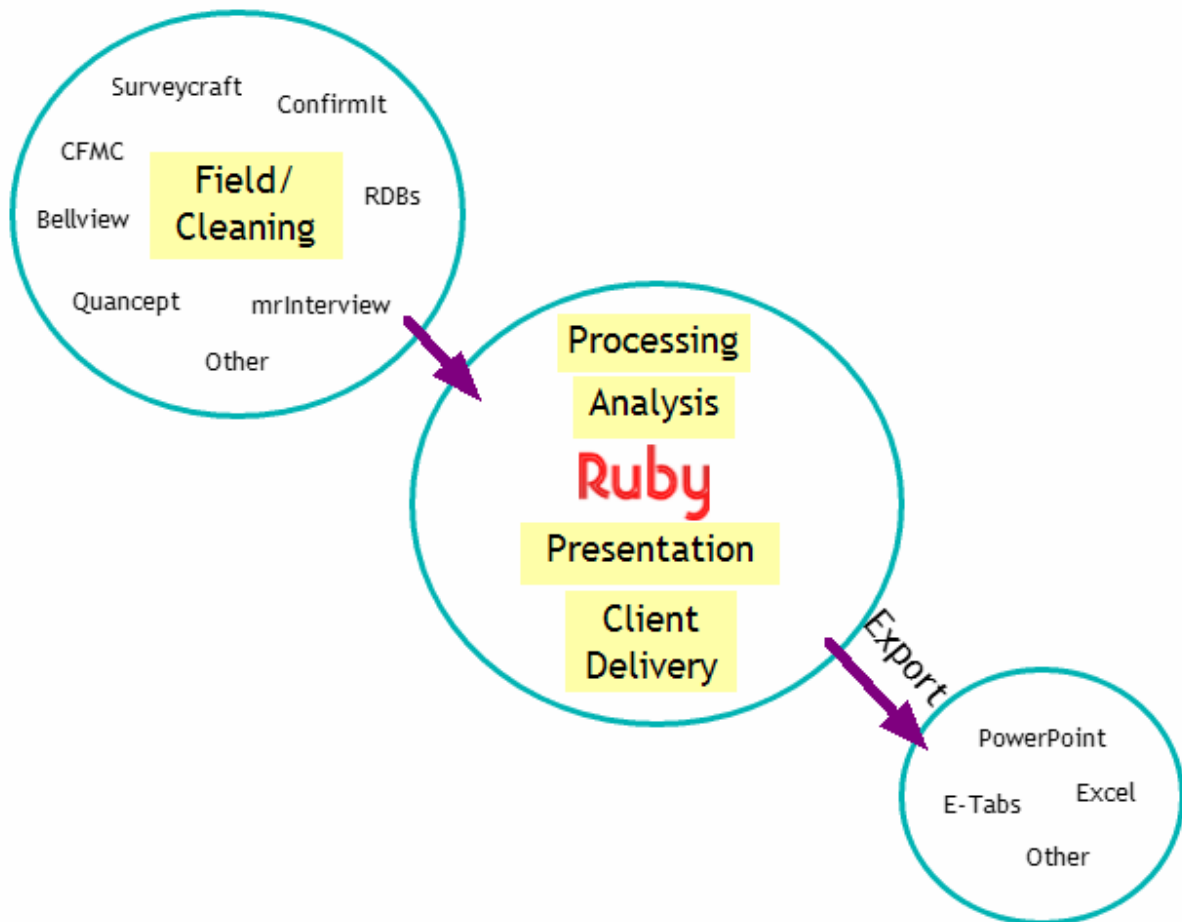 Surveycraft
ConfirmIt
CFMC
Field/
Cleaning
RDBs
Bellview
Quancept
mrInterview
Other
Processing
Analysis
Ruby
Presentation
Client
Delivery
Export
PowerPoint
E-Tabs
Excel
Other